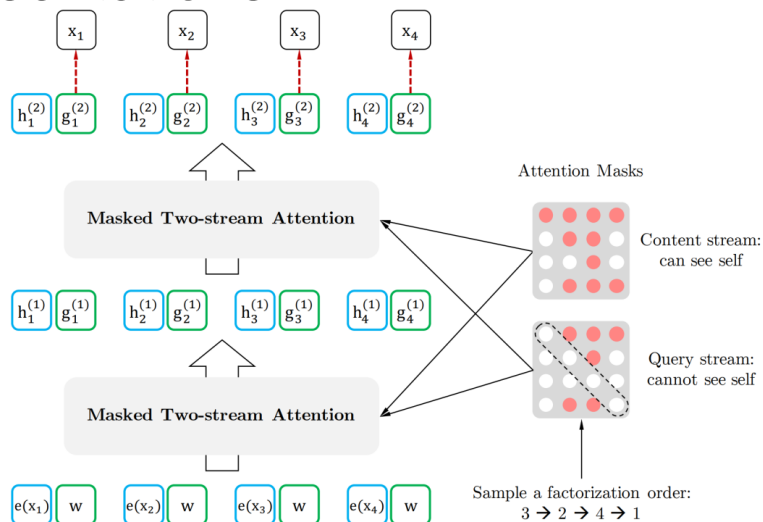 x₁ x₂ x₃ x₄
h₁⁽²⁾ g₁⁽²⁾ h₂⁽²⁾ g₂⁽²⁾ h₃⁽²⁾ g₃⁽²⁾ h₄⁽²⁾ g₄⁽²⁾
Masked Two-stream Attention
h₁⁽¹⁾ g₁⁽¹⁾ h₂⁽¹⁾ g₂⁽¹⁾ h₃⁽¹⁾ g₃⁽¹⁾ h₄⁽¹⁾ g₄⁽¹⁾
Masked Two-stream Attention
e(x₁) w e(x₂) w e(x₃) w e(x₄) w
Attention Masks
Content stream:
can see self
Query stream:
cannot see self
Sample a factorization order:
3 → 2 → 4 → 1